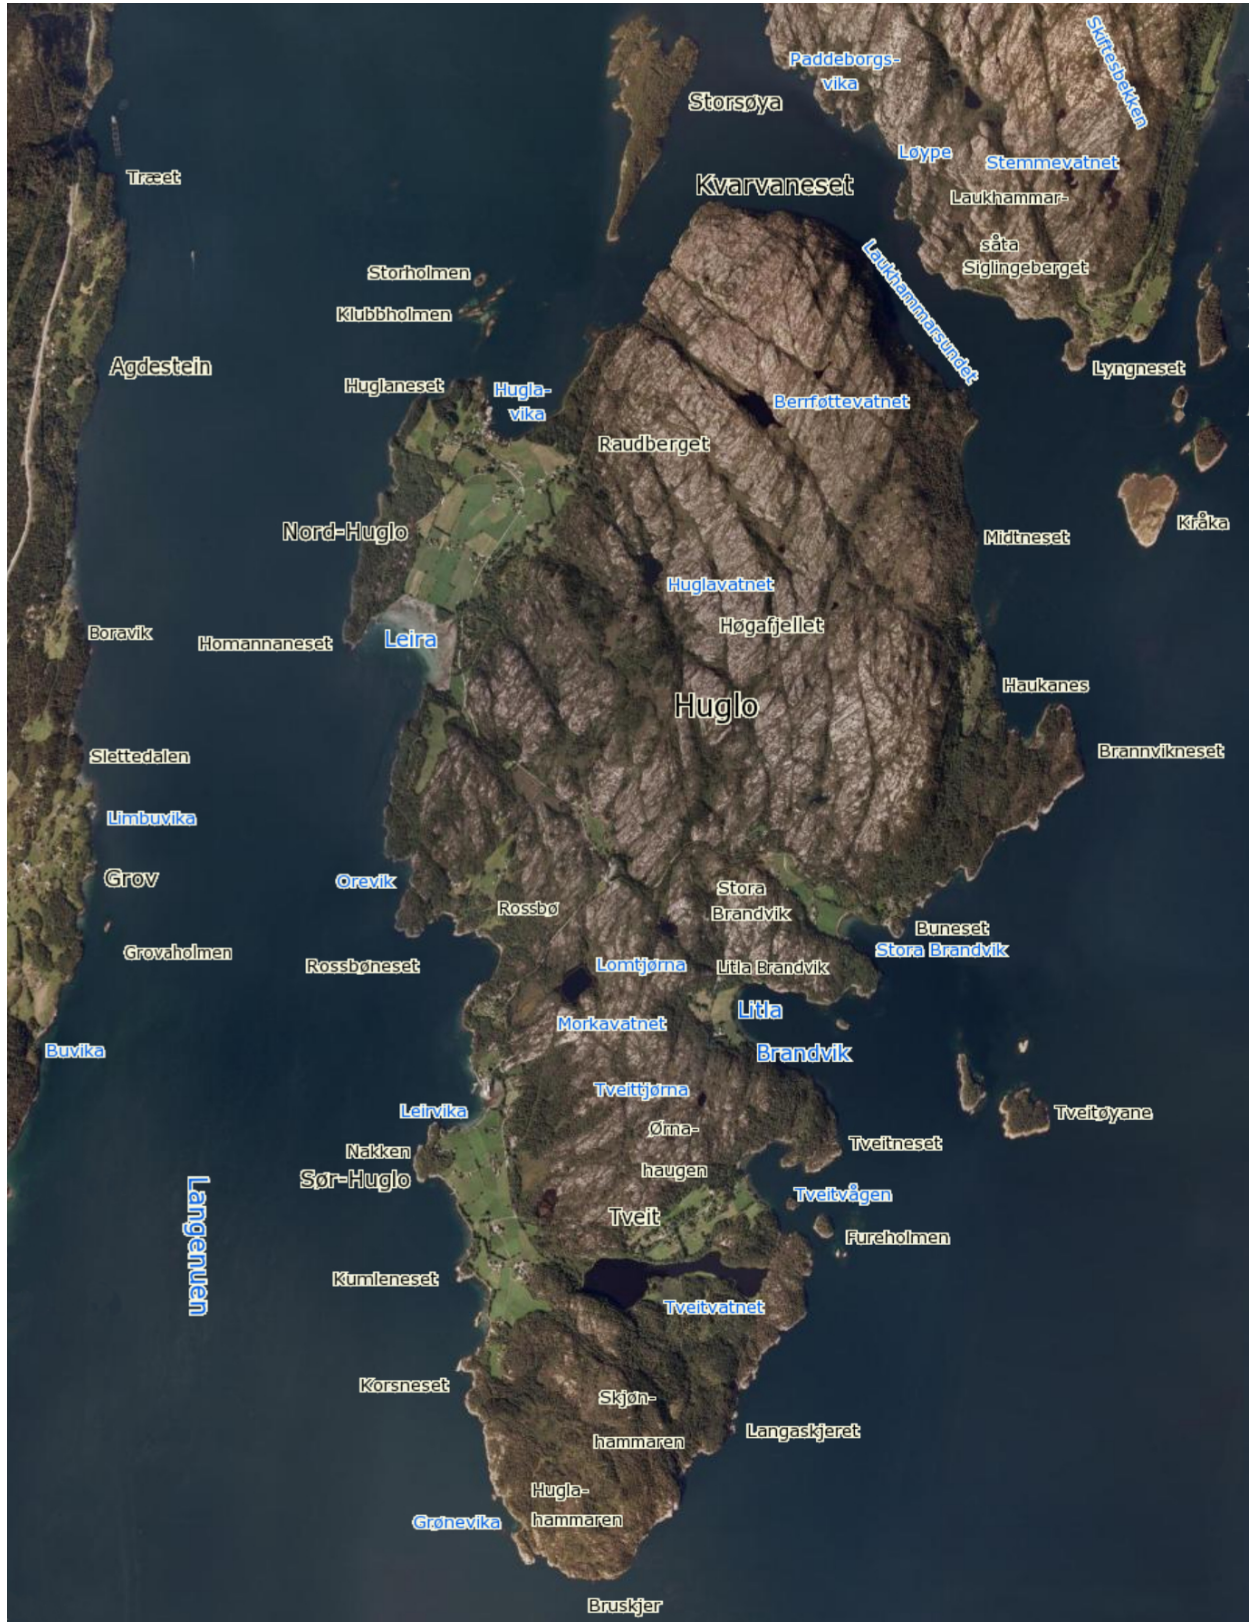 Skiftesbekken
Paddeborgs-
vika
Storsøya
Løype
Stemmevatnet
Træet
Kvarvaneset
Laukhammar-
såta
Siglingeberget
Laukhammarsundet
Storholmen
Klubbholmen
Agdestein
Lyngneset
Huglaneset
Hugla-
vika
Berrføttevatnet
Raudberget
Nord-Huglo
Kråka
Midtneset
Huglavatnet
Høgafjellet
Boravik
Homannaneset
Leira
Haukanes
Huglo
Slettedalen
Brannvikneset
Limbuvika
Grov
Orevik
Stora
Brandvik
Rossbø
Buneset
Stora Brandvik
Grovaholmen
Rossbøneset
Lomtjørna
Litla Brandvik
Litla
Brandvik
Morkavatnet
Buvika
Tveittjørna
Leirvika
Tveitøyane
Ørna-
haugen
Nakken
Tveitneset
Sør-Huglo
Tveitvågen
Langenuen
Tveit
Fureholmen
Kumleneset
Tveitvatnet
Korsneset
Skjøn-
hammaren
Langaskjeret
Hugla-
hammaren
Grønevika
Bruskjer